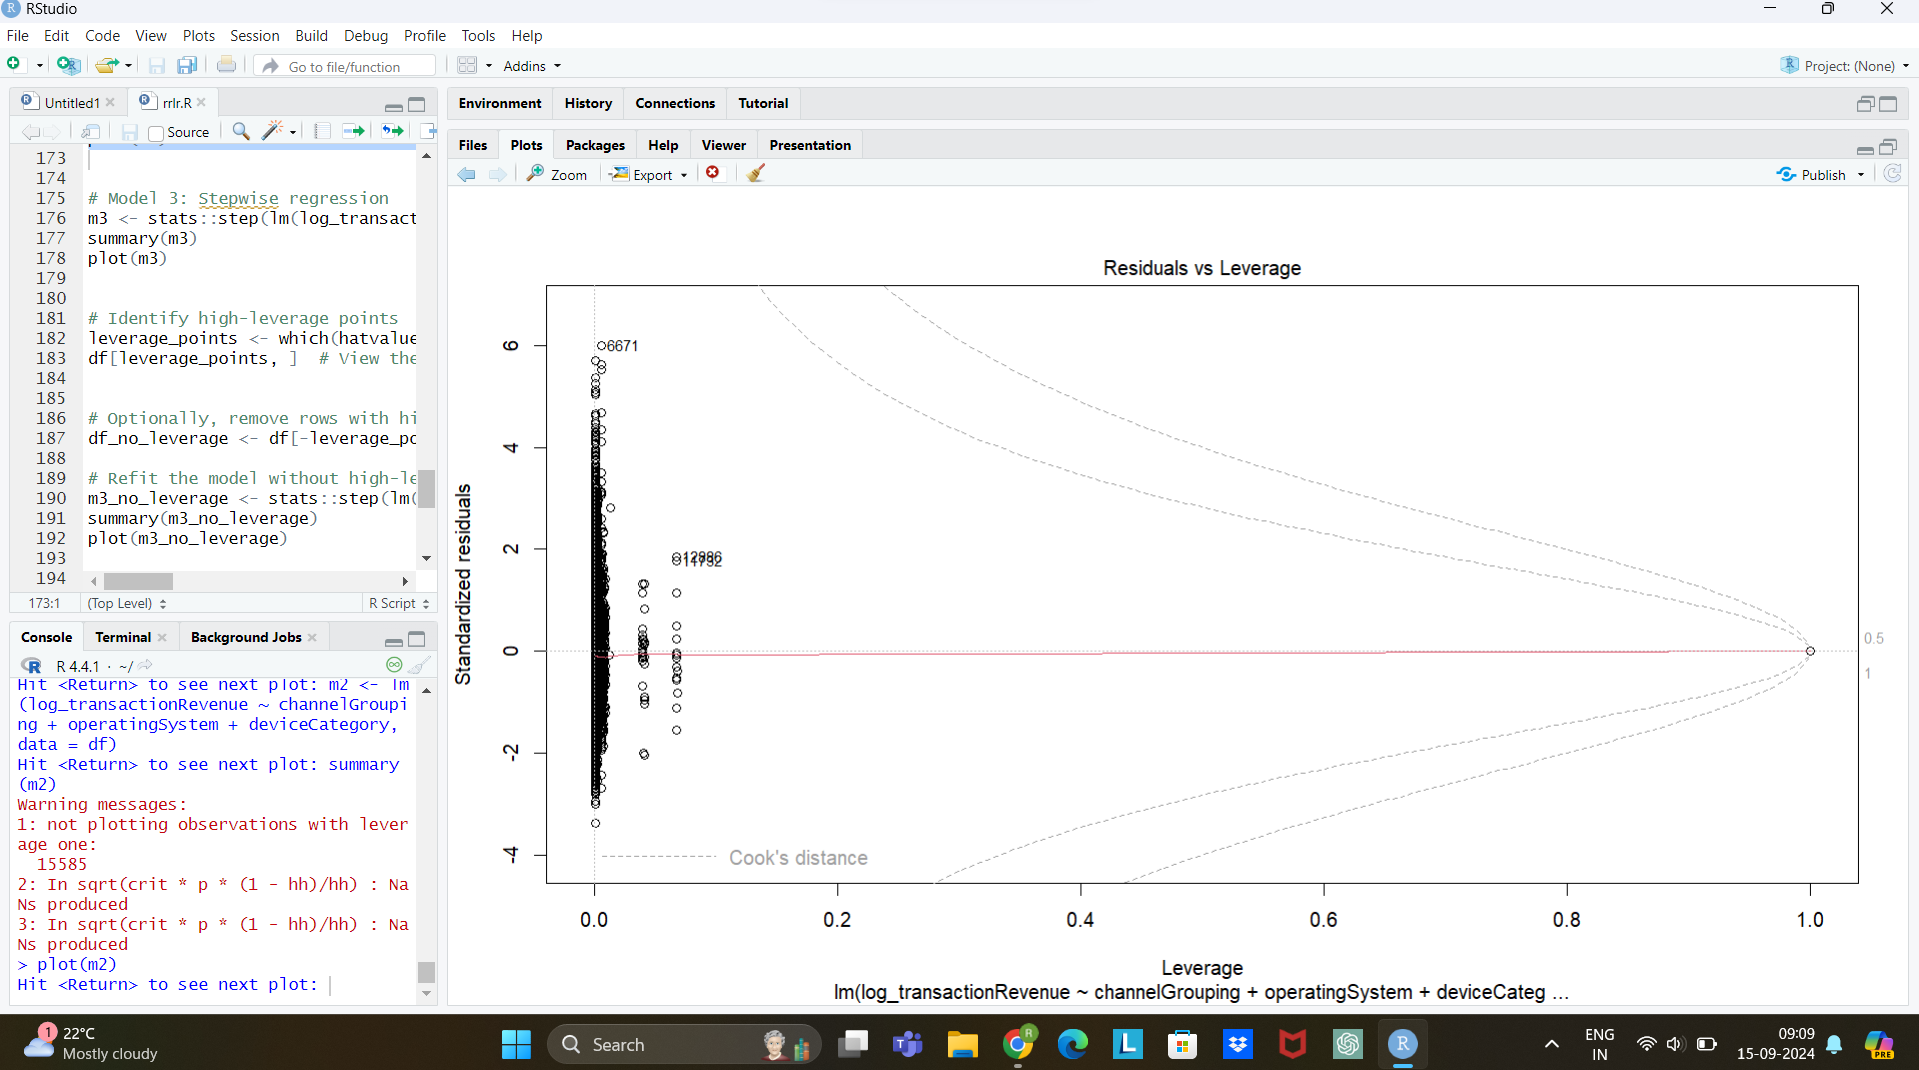 RStudio
File Edit Code View Plots Session Build Debug Profile Tools Help
Go to file/function
Addins
Project: (None)
Untitled1
rrlr.R
Source
173
174
175 # Model 3: Stepwise regression
176 m3 <- stats::step(lm(log_transact
177 summary(m3)
178 plot(m3)
179
180
181 # Identify high-leverage points
182 leverage_points <- which(hatvalue
183 df[leverage_points, ]  # View the
184
185
186 # Optionally, remove rows with hi
187 df_no_leverage <- df[-leverage_po
188
189 # Refit the model without high-le
190 m3_no_leverage <- stats::step(lm(
191 summary(m3_no_leverage)
192 plot(m3_no_leverage)
193
194
173:1 (Top Level) R Script
Console Terminal Background Jobs
R 4.4.1 · ~/
Hit <Return> to see next plot: m2 <- lm
(log_transactionRevenue ~ channelGroupi
ng + operatingSystem + deviceCategory,
data = df)
Hit <Return> to see next plot: summary
(m2)
Warning messages:
1: not plotting observations with lever
age one:
  15585
2: In sqrt(crit * p * (1 - hh)/hh) : Na
Ns produced
3: In sqrt(crit * p * (1 - hh)/hh) : Na
Ns produced
> plot(m2)
Hit <Return> to see next plot:
Environment History Connections Tutorial
Files Plots Packages Help Viewer Presentation
Zoom Export Publish
Residuals vs Leverage
Standardized residuals
6
4
2
0
-2
-4
6671
0.5
1
Cook's distance
0.0 0.2 0.4 0.6 0.8 1.0
Leverage
lm(log_transactionRevenue ~ channelGrouping + operatingSystem + deviceCateg ...
1
22°C
Mostly cloudy
Search
ENG
IN
09:09
15-09-2024
PRE